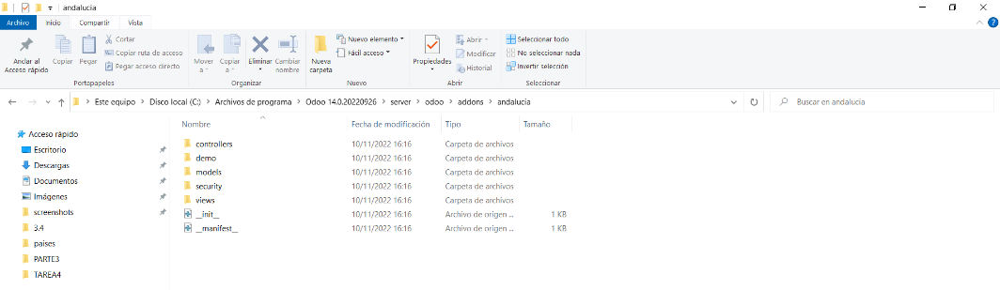 andalucia
Archivo Inicio Compartir Vista
Anclar al Acceso rápido
Copiar
Pegar
Cortar
Copiar ruta de acceso
Pegar acceso directo
Portapapeles
Mover a
Copiar a
Eliminar
Cambiar nombre
Organizar
Nueva carpeta
Nuevo elemento
Fácil acceso
Nuevo
Propiedades
Abrir
Modificar
Historial
Abrir
Seleccionar todo
No seleccionar nada
Invertir selección
Seleccionar
Este equipo > Disco local (C:) > Archivos de programa > Odoo 14.0.20220926 > server > odoo > addons > andalucia
Buscar en andalucia
Nombre Fecha de modificación Tipo Tamaño
Acceso rápido
Escritorio
Descargas
Documentos
Imágenes
screenshots
3.4
paises
PARTE3
TAREA4
controllers 10/11/2022 16:16 Carpeta de archivos
demo 10/11/2022 16:16 Carpeta de archivos
models 10/11/2022 16:16 Carpeta de archivos
security 10/11/2022 16:16 Carpeta de archivos
views 10/11/2022 16:16 Carpeta de archivos
__init__ 10/11/2022 16:16 Archivo de origen ... 1 KB
__manifest__ 10/11/2022 16:16 Archivo de origen ... 1 KB